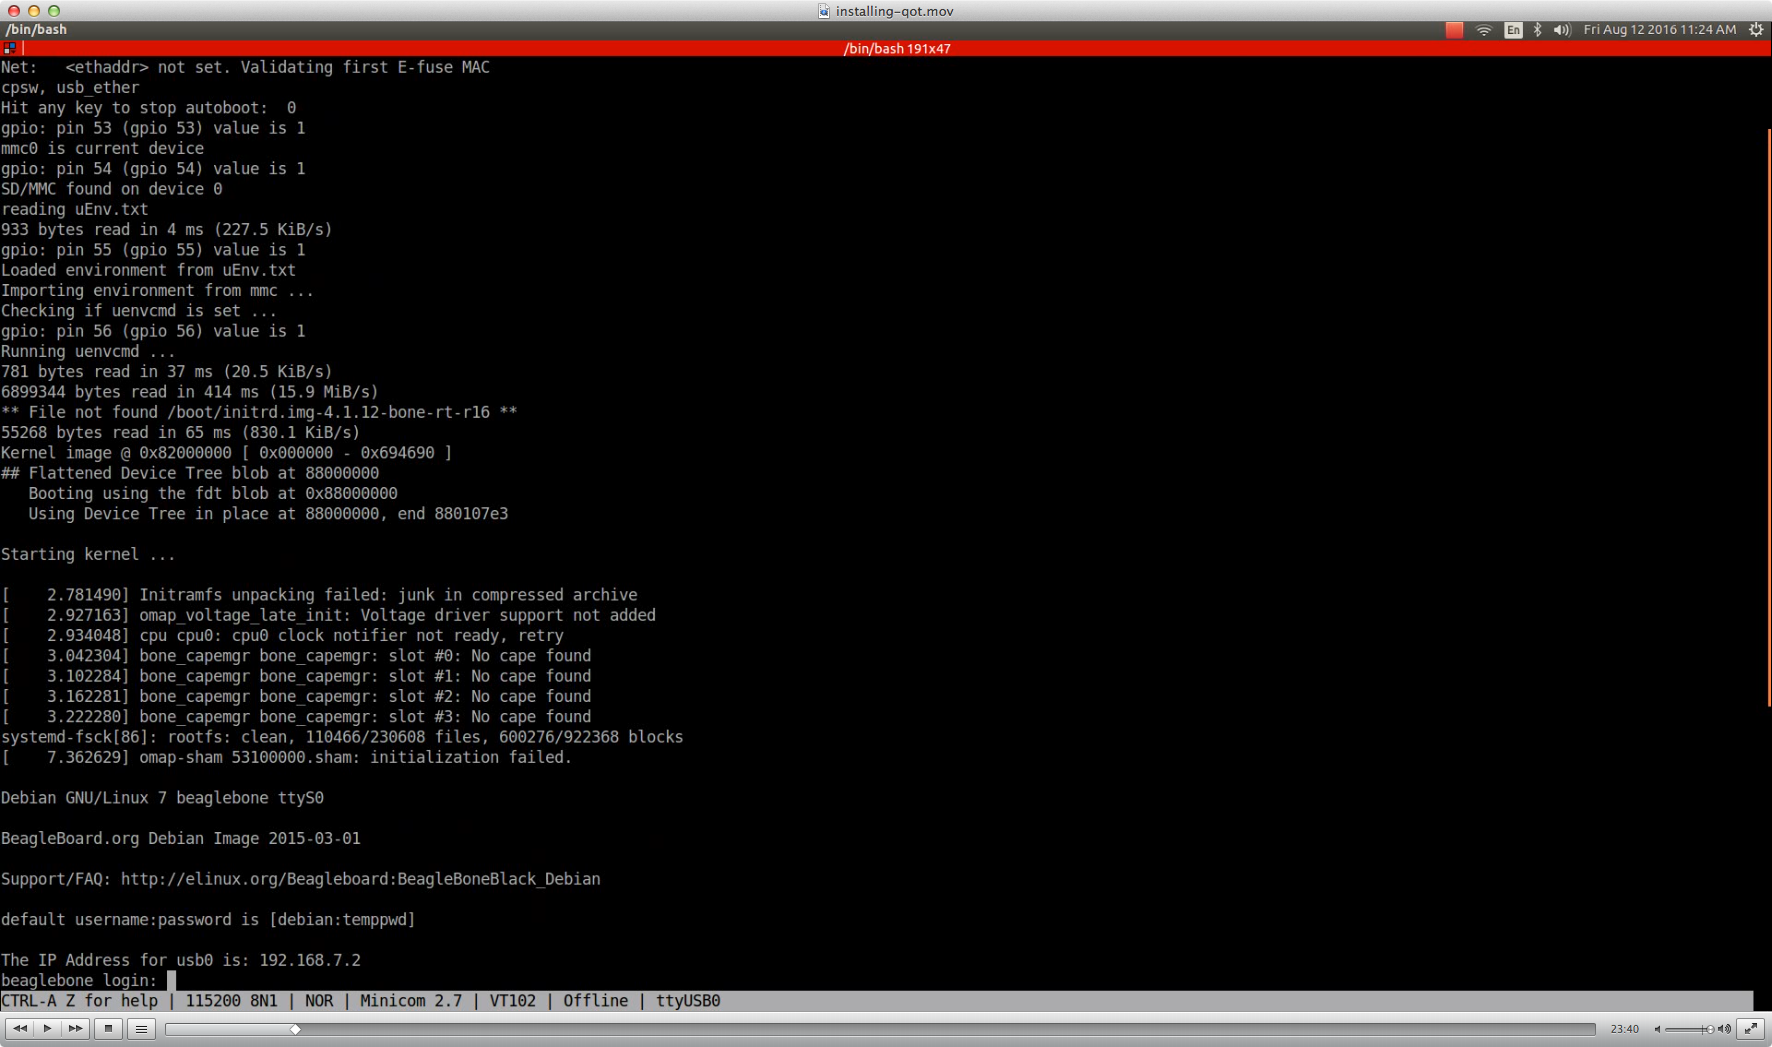 installing-qot.mov
/bin/bash
En
Fri Aug 12 2016 11:24 AM
/bin/bash 191x47
Net:   <ethaddr> not set. Validating first E-fuse MAC
cpsw, usb_ether
Hit any key to stop autoboot:  0
gpio: pin 53 (gpio 53) value is 1
mmc0 is current device
gpio: pin 54 (gpio 54) value is 1
SD/MMC found on device 0
reading uEnv.txt
933 bytes read in 4 ms (227.5 KiB/s)
gpio: pin 55 (gpio 55) value is 1
Loaded environment from uEnv.txt
Importing environment from mmc ...
Checking if uenvcmd is set ...
gpio: pin 56 (gpio 56) value is 1
Running uenvcmd ...
781 bytes read in 37 ms (20.5 KiB/s)
6899344 bytes read in 414 ms (15.9 MiB/s)
** File not found /boot/initrd.img-4.1.12-bone-rt-r16 **
55268 bytes read in 65 ms (830.1 KiB/s)
Kernel image @ 0x82000000 [ 0x000000 - 0x694690 ]
## Flattened Device Tree blob at 88000000
   Booting using the fdt blob at 0x88000000
   Using Device Tree in place at 88000000, end 880107e3
Starting kernel ...
[    2.781490] Initramfs unpacking failed: junk in compressed archive
[    2.927163] omap_voltage_late_init: Voltage driver support not added
[    2.934048] cpu cpu0: cpu0 clock notifier not ready, retry
[    3.042304] bone_capemgr bone_capemgr: slot #0: No cape found
[    3.102284] bone_capemgr bone_capemgr: slot #1: No cape found
[    3.162281] bone_capemgr bone_capemgr: slot #2: No cape found
[    3.222280] bone_capemgr bone_capemgr: slot #3: No cape found
systemd-fsck[86]: rootfs: clean, 110466/230608 files, 600276/922368 blocks
[    7.362629] omap-sham 53100000.sham: initialization failed.
Debian GNU/Linux 7 beaglebone ttyS0
BeagleBoard.org Debian Image 2015-03-01
Support/FAQ: http://elinux.org/Beagleboard:BeagleBoneBlack_Debian
default username:password is [debian:temppwd]
The IP Address for usb0 is: 192.168.7.2
beaglebone login:
CTRL-A Z for help | 115200 8N1 | NOR | Minicom 2.7 | VT102 | Offline | ttyUSB0
23:40